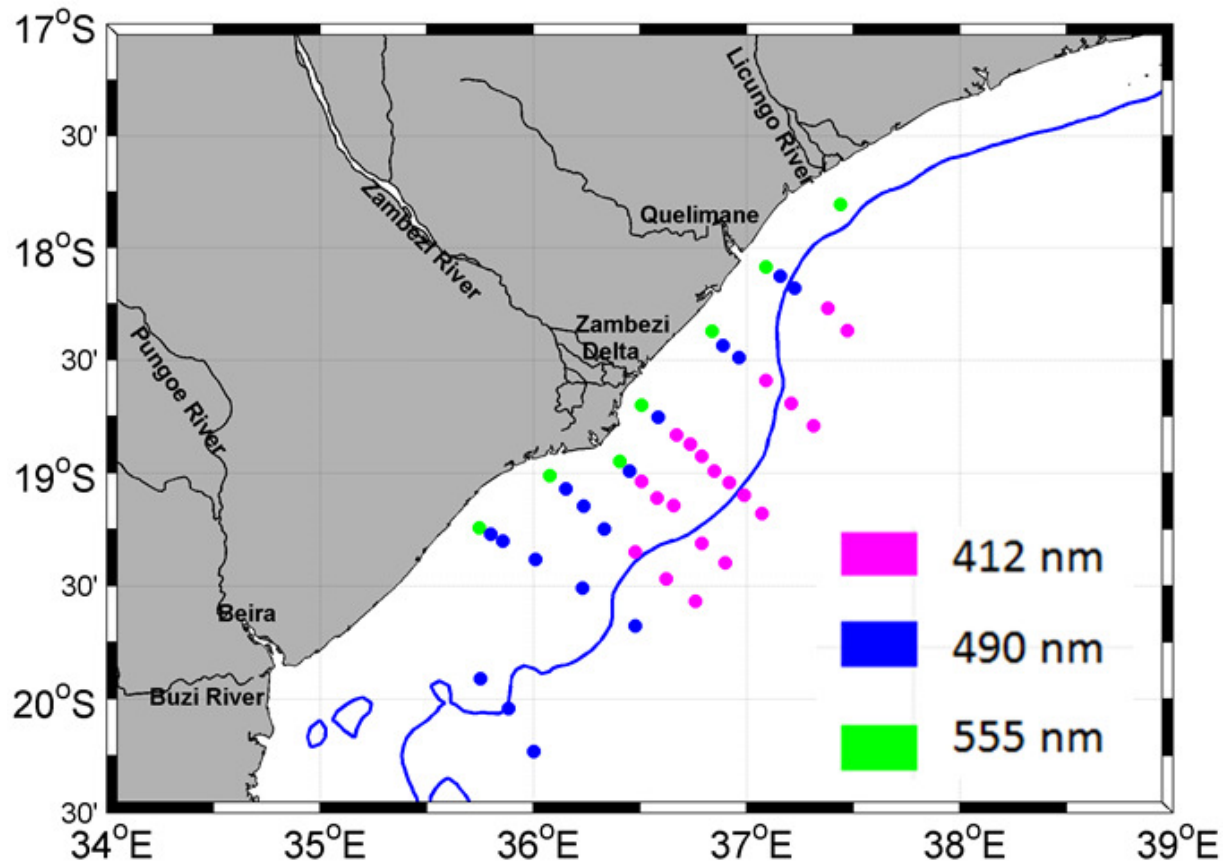 17°S
30'
18°S
30'
19°S
30'
20°S
30'
34°E
35°E
36°E
37°E
38°E
39°E
Licungo River
Quelimane
Zambezi River
Zambezi
Delta
Pungoe River
Beira
Buzi River
412 nm
490 nm
555 nm